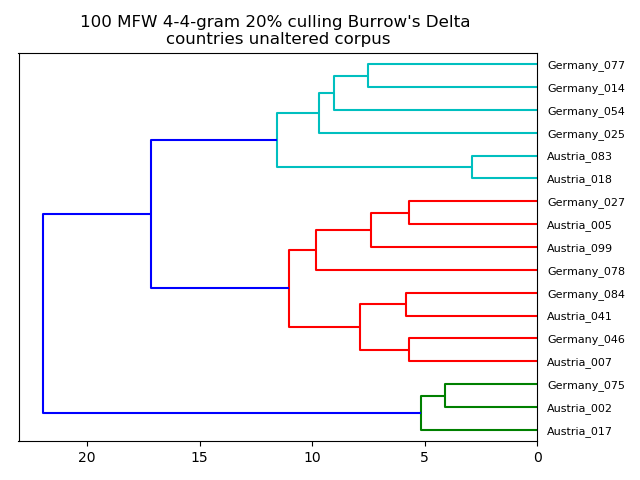 100 MFW 4-4-gram 20% culling Burrow's Delta
countries unaltered corpus
Germany_077
Germany_014
Germany_054
Germany_025
Austria_083
Austria_018
Germany_027
Austria_005
Austria_099
Germany_078
Germany_084
Austria_041
Germany_046
Austria_007
Germany_075
Austria_002
Austria_017
20 15 10 5 0